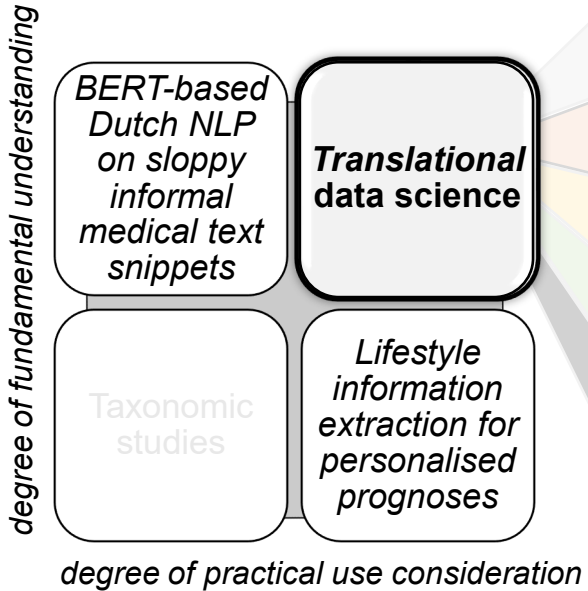 degree of fundamental understanding
BERT-based
Dutch NLP
on sloppy
informal
medical text
snippets
Translational
data science
Taxonomic
studies
Lifestyle
information
extraction for
personalised
prognoses
degree of practical use consideration